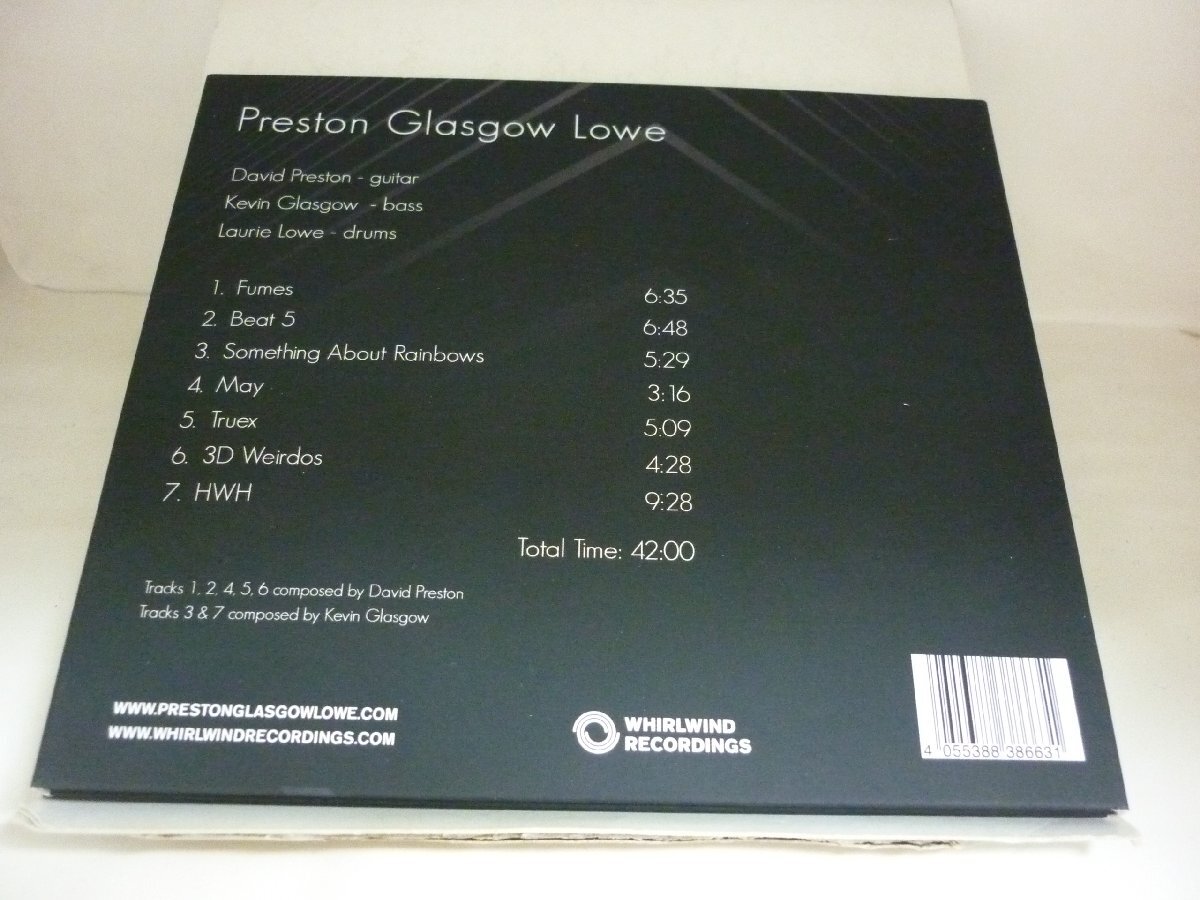 Preston Glasgow Lowe
David Preston - guitar
Kevin Glasgow - bass
Laurie Lowe - drums
1. Fumes 6:35
2. Beat 5 6:48
3. Something About Rainbows 5:29
4. May 3:16
5. Truex 5:09
6. 3D Weirdos 4:28
7. HWH 9:28
Total Time: 42:00
Tracks 1, 2, 4, 5, 6 composed by David Preston
Tracks 3 & 7 composed by Kevin Glasgow
WWW.PRESTONGLASGOWLOWE.COM
WWW.WHIRLWINDRECORDINGS.COM
WHIRLWIND
RECORDINGS
4 055388 386631